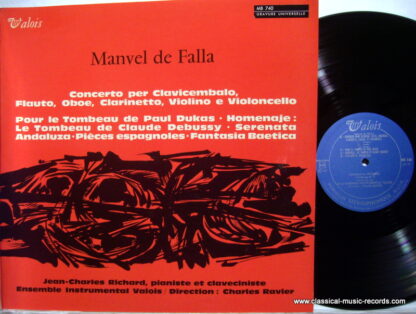 Valois
MB 740
GRAVURE UNIVERSELLE
Manvel de Falla
Concerto per Clavicembalo,
Flauto, Oboe, Clarinetto, Violino e Violoncello
Pour le Tombeau de Paul Dukas · Homenaje :
Le Tombeau de Claude Debussy · Serenata
Andaluza · Pièces espagnoles · Fantasia Baetica
Jean-Charles Richard, pianiste et claveciniste
Ensemble Instrumental Valois / Direction : Charles Ravier
Valois
www.classical-music-records.com